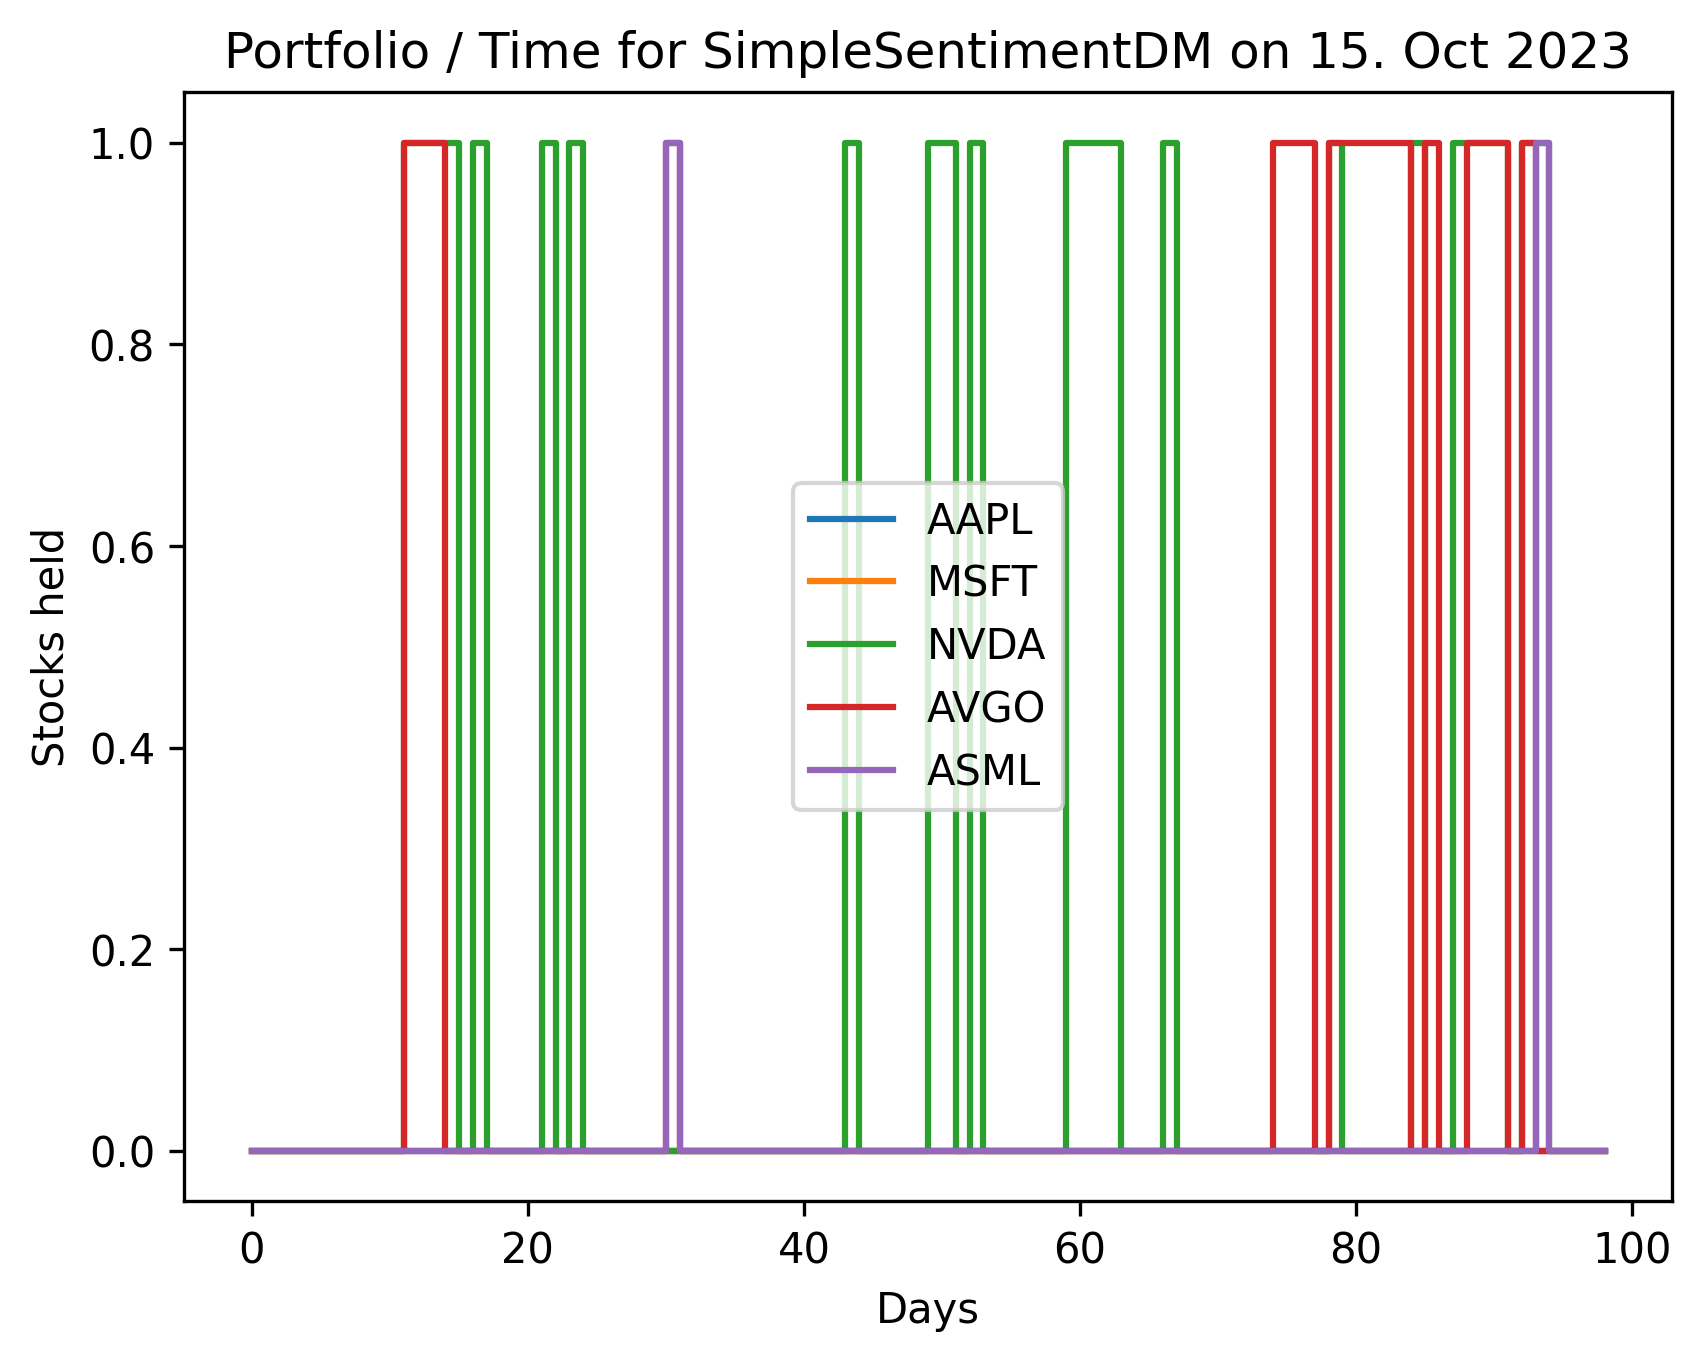 Portfolio / Time for SimpleSentimentDM on 15. Oct 2023
1.0
0.8
0.6
0.4
0.2
0.0
Stocks held
AAPL
MSFT
NVDA
AVGO
ASML
0 20 40 60 80 100
Days